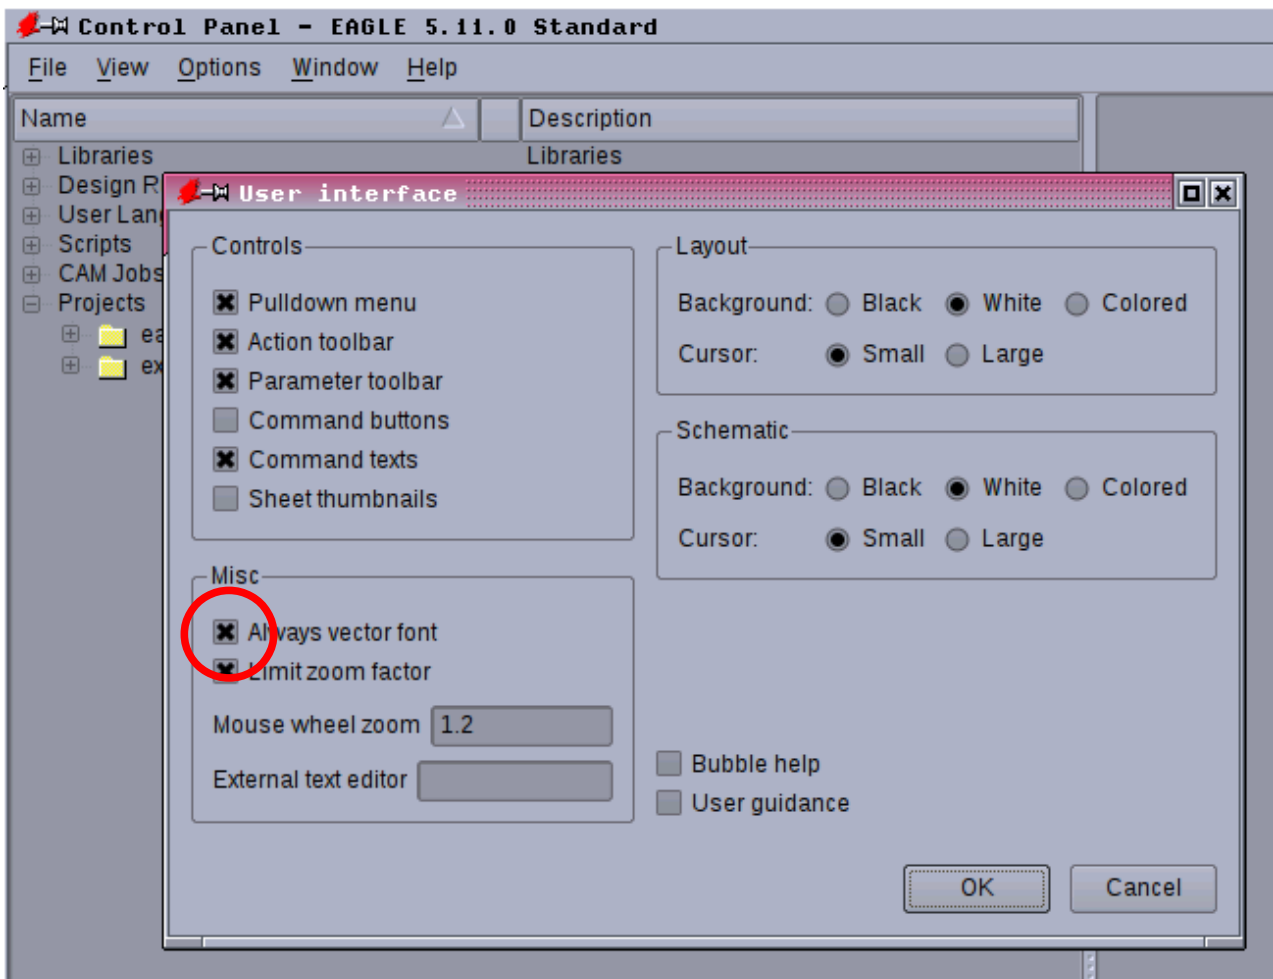 Control Panel - EAGLE 5.11.0 Standard
File View Options Window Help
Name Description
Libraries Libraries
Design R
User Lan
Scripts
CAM Jobs
Projects
ea
ex
User interface
Controls
Pulldown menu
Action toolbar
Parameter toolbar
Command buttons
Command texts
Sheet thumbnails
Misc
Always vector font
Limit zoom factor
Mouse wheel zoom 1.2
External text editor
Layout
Background: Black White Colored
Cursor: Small Large
Schematic
Background: Black White Colored
Cursor: Small Large
Bubble help
User guidance
OK Cancel